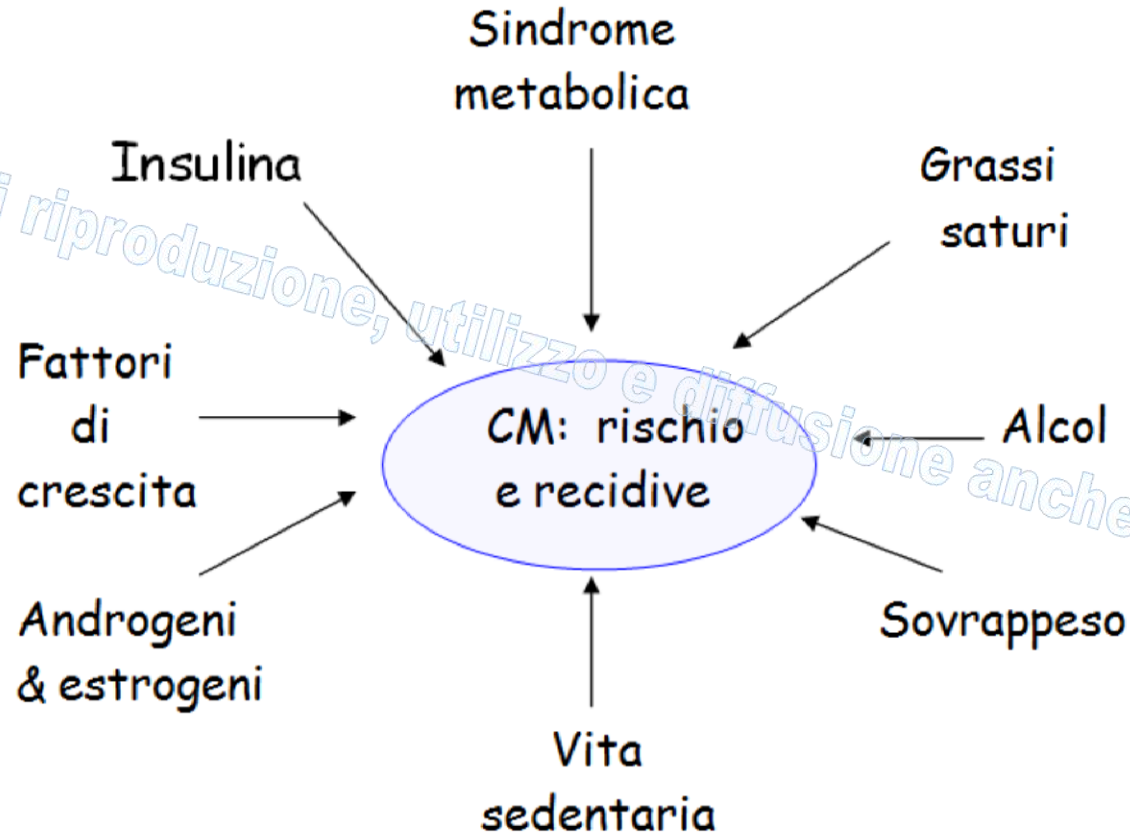 Sindrome
metabolica
Insulina
Grassi
saturi
i riproduzione, utilizzo e diffusione anche
Fattori
di
crescita
CM: rischio
e recidive
Alcol
Androgeni
& estrogeni
Sovrappeso
Vita
sedentaria